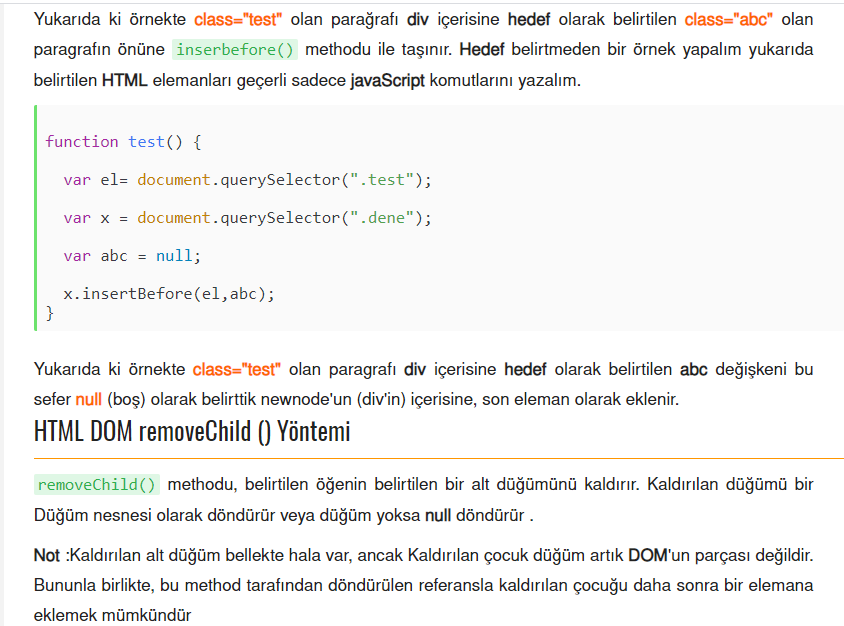 Yukarıda ki örnekte class="test" olan parağrafı div içerisine hedef olarak belirtilen class="abc" olan
paragrafın önüne inserbefore() methodu ile taşınır. Hedef belirtmeden bir örnek yapalım yukarıda
belirtilen HTML elemanları geçerli sadece javaScript komutlarını yazalım.
function test() {
var el= document.querySelector(".test");
var x = document.querySelector(".dene");
var abc = null;
x.insertBefore(el,abc);
}
Yukarıda ki örnekte class="test" olan paragrafı div içerisine hedef olarak belirtilen abc değişkeni bu
sefer null (boş) olarak belirttik newnode'un (div'in) içerisine, son eleman olarak eklenir.
HTML DOM removeChild () Yöntemi
removeChild() methodu, belirtilen öğenin belirtilen bir alt düğümünü kaldırır. Kaldırılan düğümü bir
Düğüm nesnesi olarak döndürür veya düğüm yoksa null döndürür .
Not :Kaldırılan alt düğüm bellekte hala var, ancak Kaldırılan çocuk düğüm artık DOM'un parçası değildir.
Bununla birlikte, bu method tarafından döndürülen referansla kaldırılan çocuğu daha sonra bir elemana
eklemek mümkündür